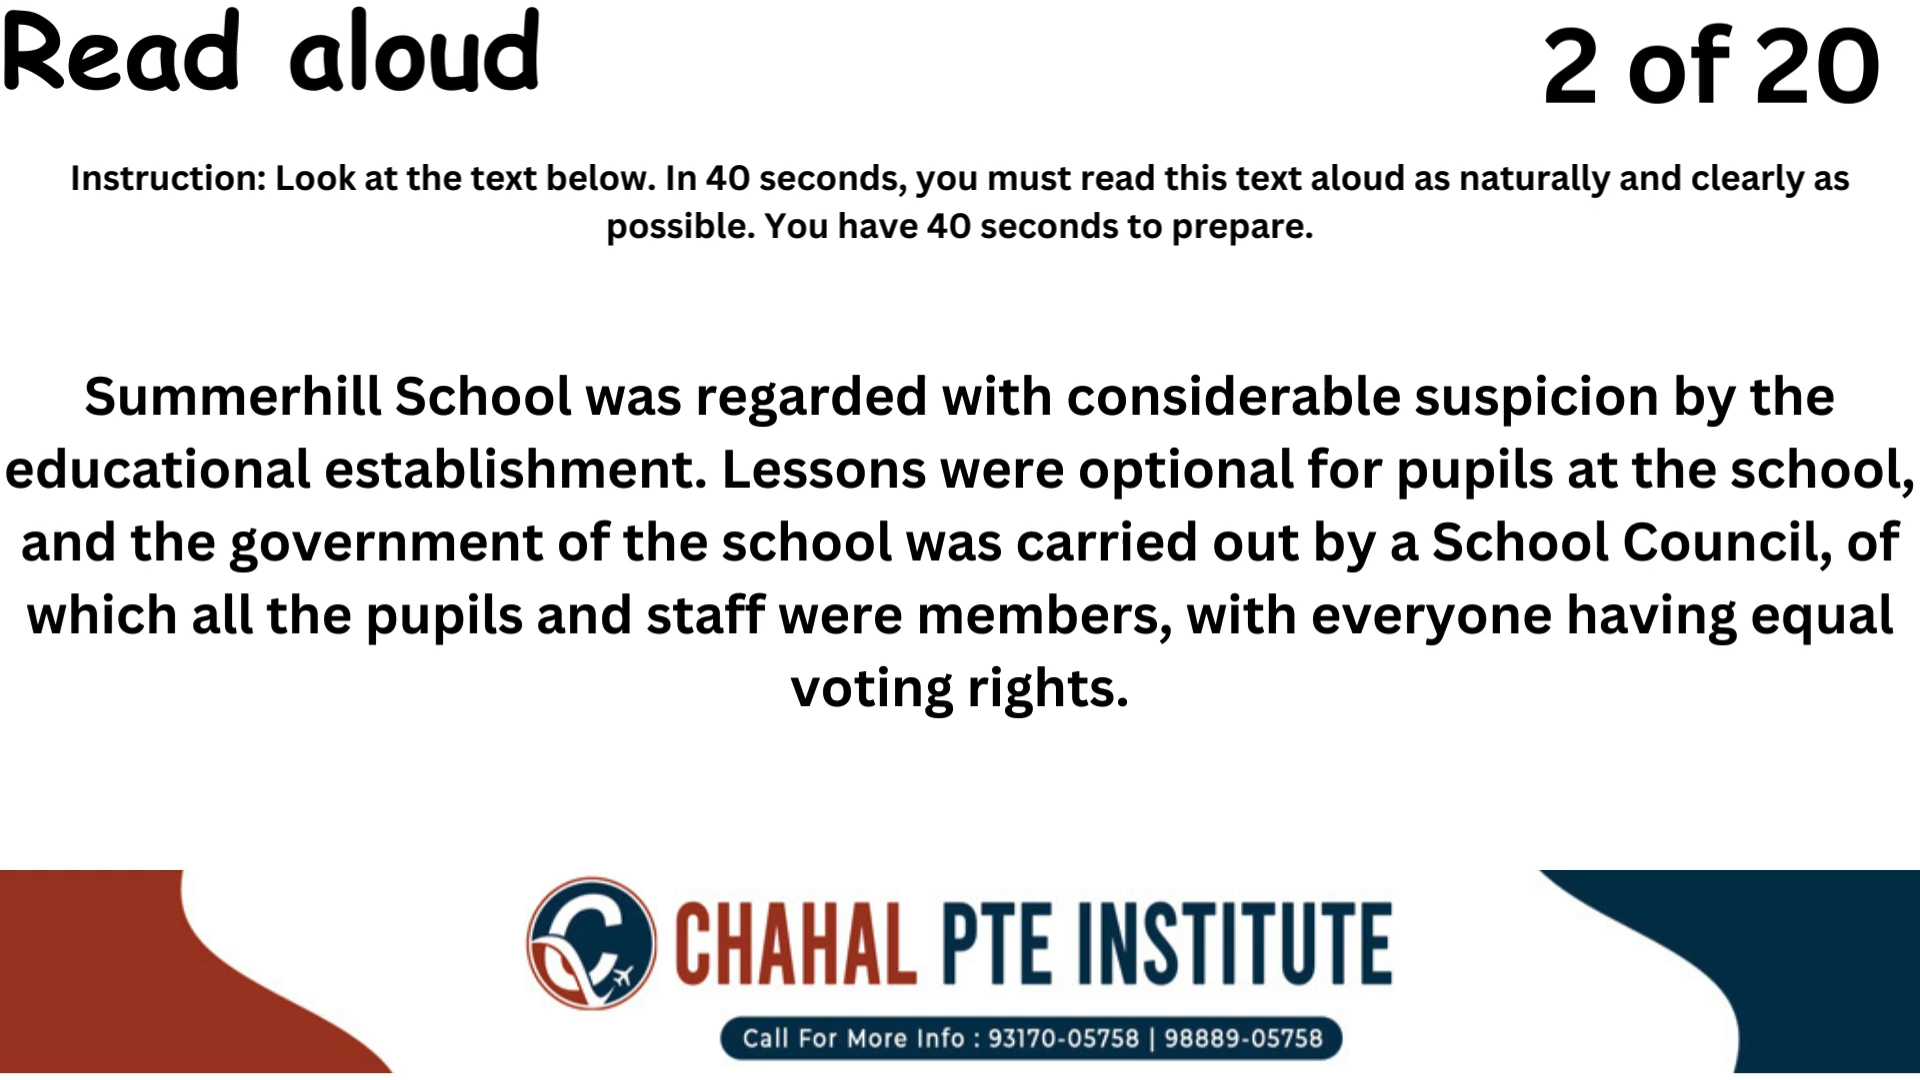 Read aloud
2 of 20
Instruction: Look at the text below. In 40 seconds, you must read this text aloud as naturally and clearly as
possible. You have 40 seconds to prepare.
Summerhill School was regarded with considerable suspicion by the
educational establishment. Lessons were optional for pupils at the school,
and the government of the school was carried out by a School Council, of
which all the pupils and staff were members, with everyone having equal
voting rights.
CHAHAL PTE INSTITUTE
Call For More Info : 93170-05758 | 98889-05758